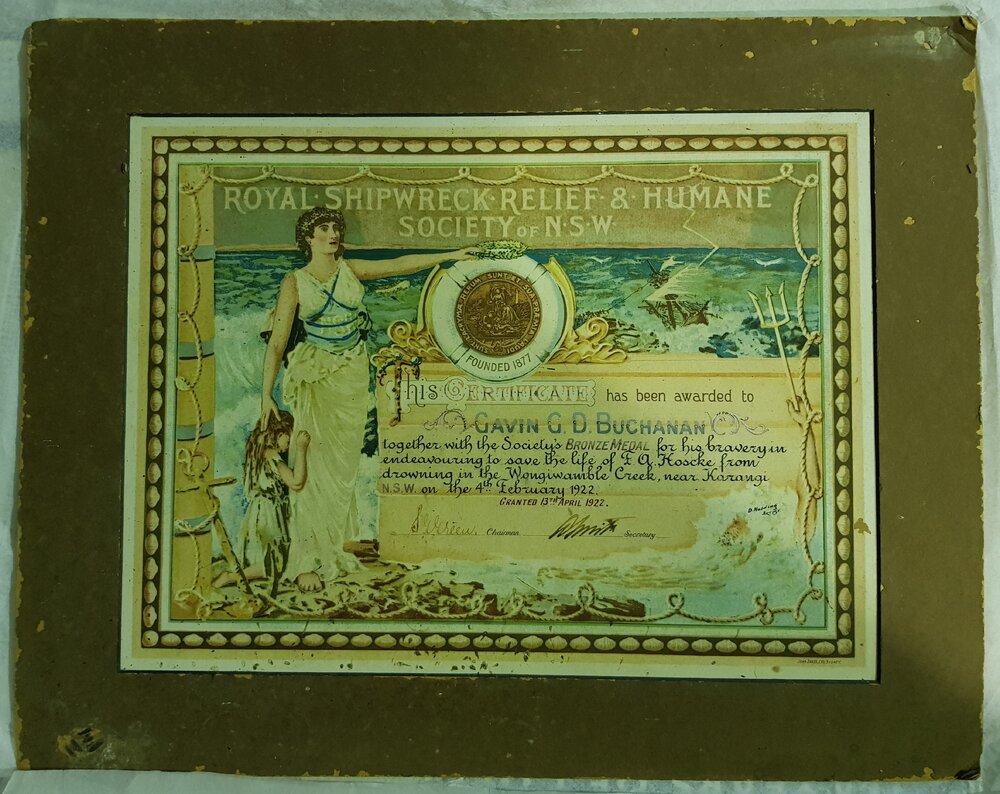 ROYAL·SHIPWRECK·RELIEF·&·HUMANE
SOCIETY OF N·S·W·
FOUNDED 1877
This CERTIFICATE has been awarded to
GAVIN G. D. BUCHANAN
together with the Society's BRONZE MEDAL for his bravery in
endeavouring to save the life of F. A. Hoscke from
drowning in the Wongiwamble Creek, near Karangi
N.S.W. on the 4th February 1922.
GRANTED 13TH APRIL 1922.
Chairman. Secretary